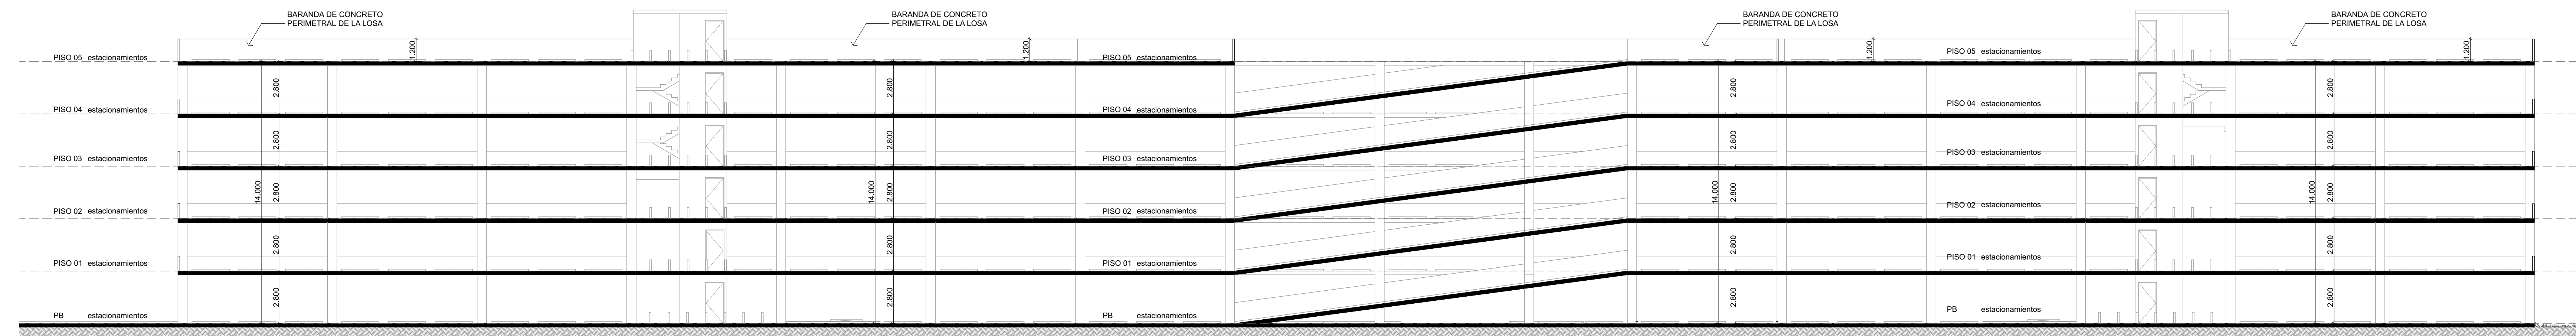 BARANDA DE CONCRETO
PERIMETRAL DE LA LOSA
BARANDA DE CONCRETO
PERIMETRAL DE LA LOSA
BARANDA DE CONCRETO
PERIMETRAL DE LA LOSA
BARANDA DE CONCRETO
PERIMETRAL DE LA LOSA
1.200
1.200
1.200
1.200
PISO 05 estacionamientos
PISO 05 estacionamientos
PISO 05 estacionamientos
2.800
2.800
2.800
2.800
PISO 04 estacionamientos
PISO 04 estacionamientos
PISO 04 estacionamientos
2.800
2.800
2.800
2.800
PISO 03 estacionamientos
PISO 03 estacionamientos
PISO 03 estacionamientos
14.000
2.800
14.000
2.800
14.000
2.800
14.000
2.800
PISO 02 estacionamientos
PISO 02 estacionamientos
PISO 02 estacionamientos
2.800
2.800
2.800
2.800
PISO 01 estacionamientos
PISO 01 estacionamientos
PISO 01 estacionamientos
2.800
2.800
2.800
2.800
PB estacionamientos
PB estacionamientos
PB estacionamientos